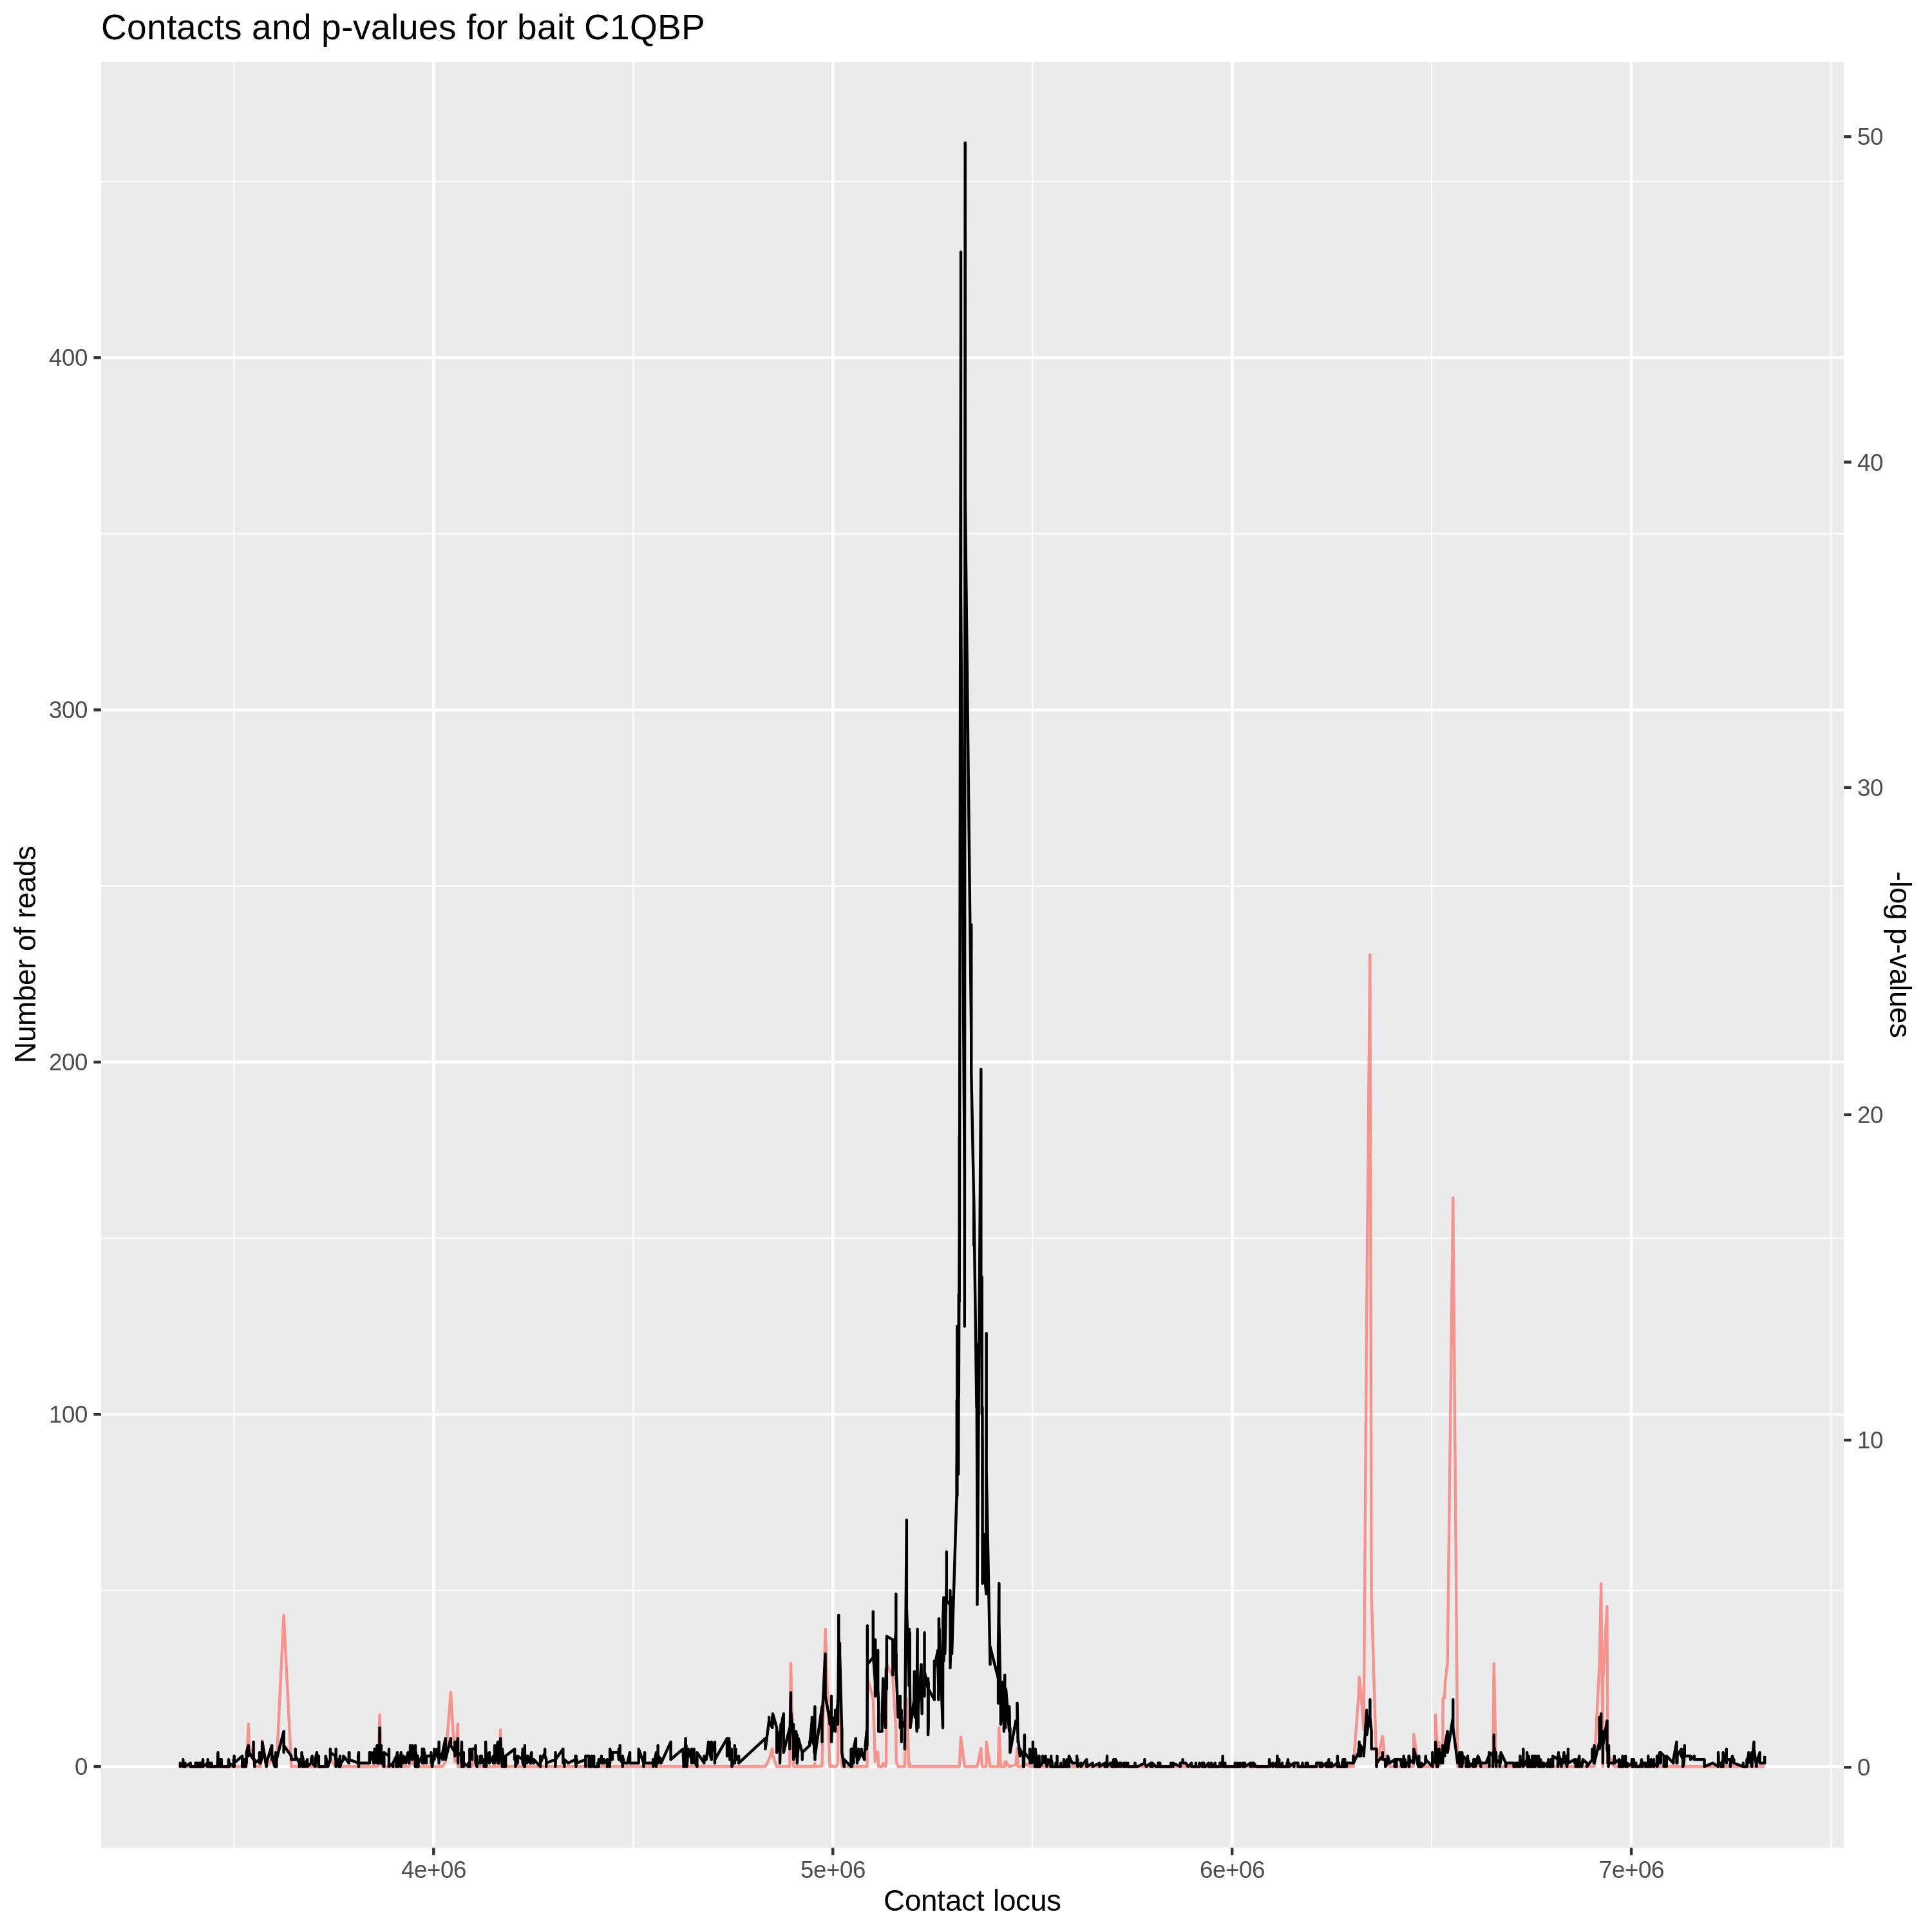 Contacts and p-values for bait C1QBP
Number of reads
400
300
200
100
0
50
40
30
20
10
0
-log p-values
4e+06 5e+06 6e+06 7e+06
Contact locus